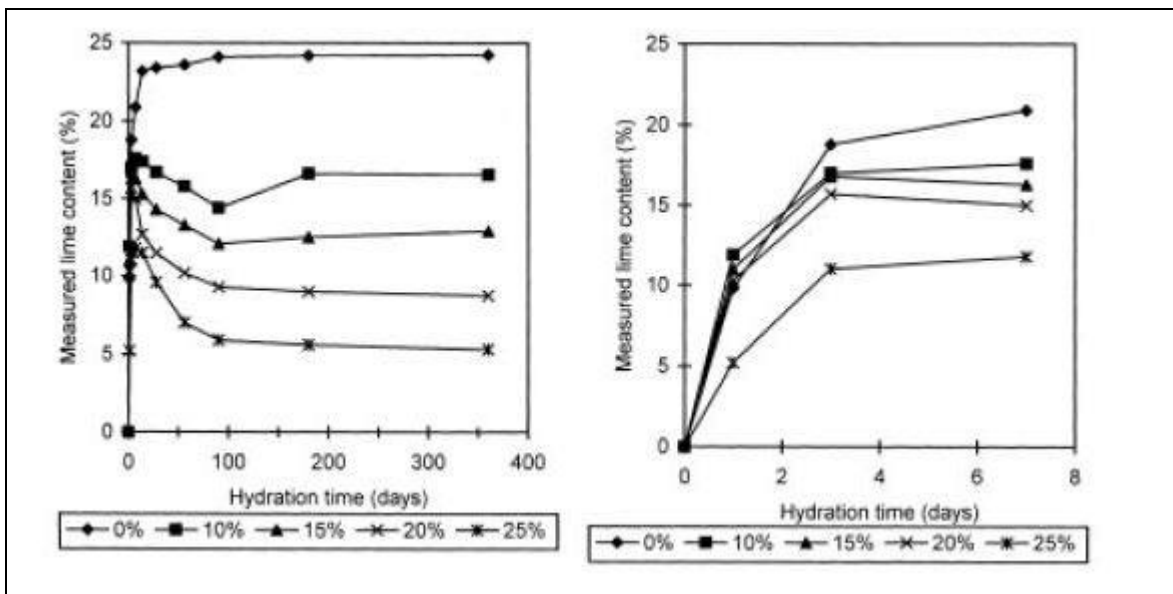 25
20
15
10
5
0
Measured lime content (%)
0 100 200 300 400
Hydration time (days)
0% 10% 15% 20% 25%
25
20
15
10
5
0
Measured lime content (%)
0 2 4 6 8
Hydration time (days)
0% 10% 15% 20% 25%